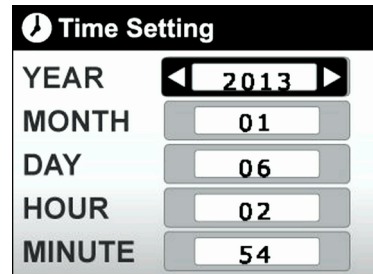 Time Setting
YEAR 2013
MONTH 01
DAY 06
HOUR 02
MINUTE 54